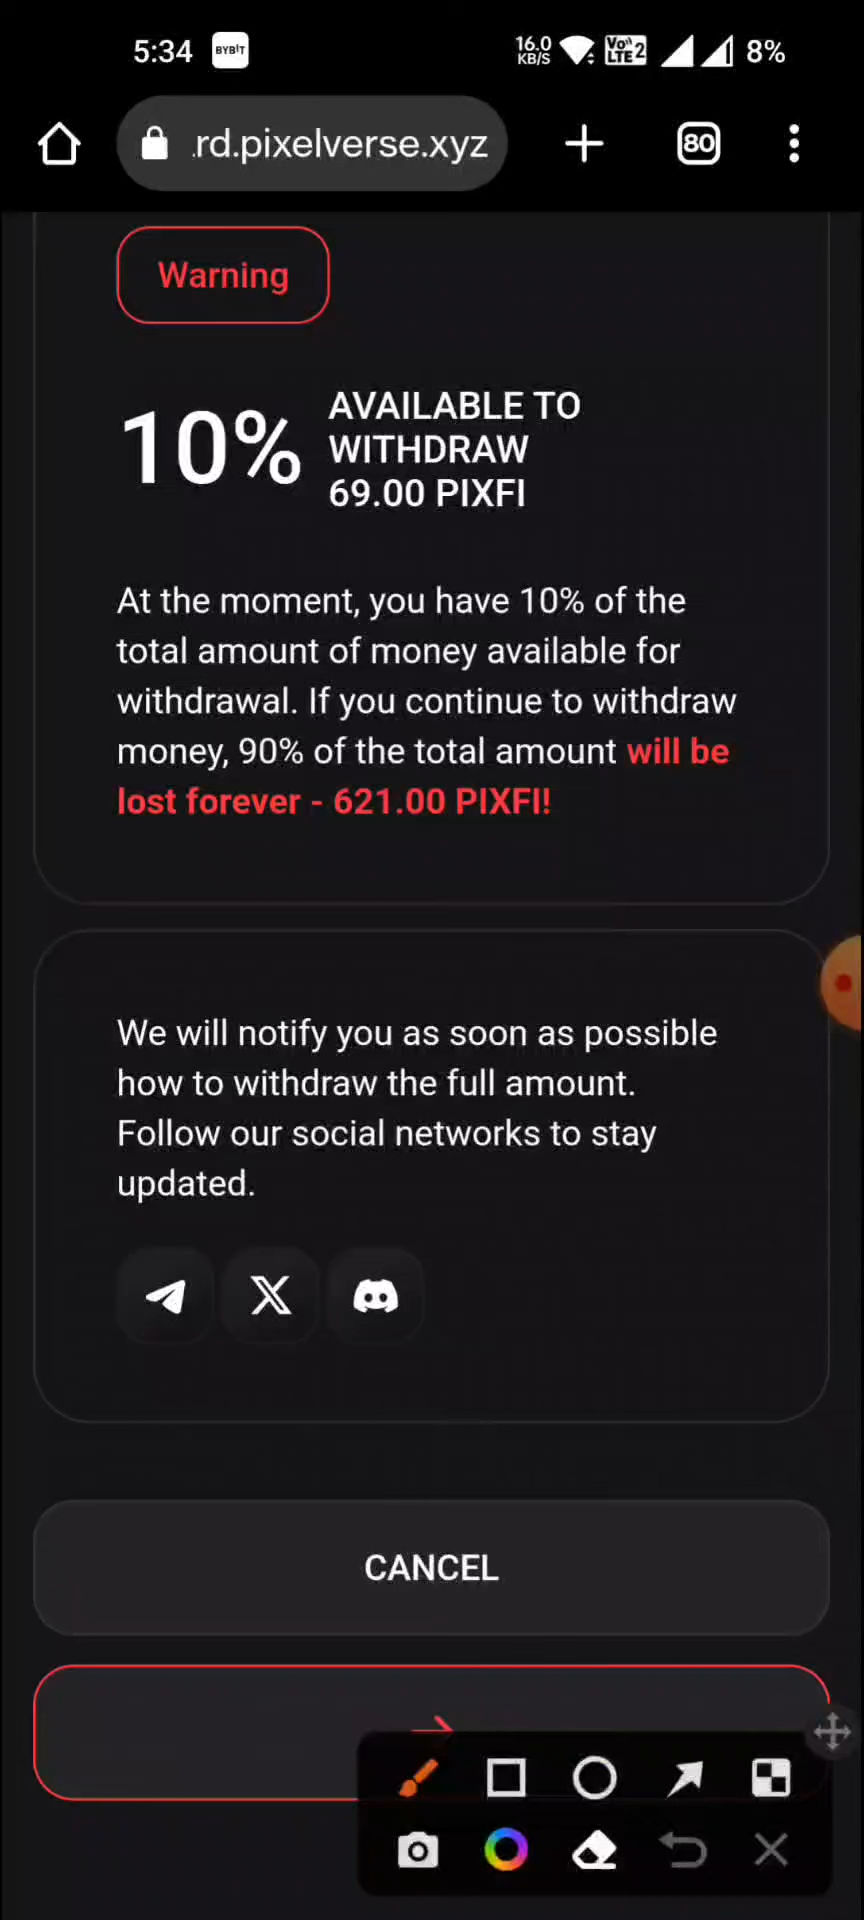 5:34 BYBIT 16.0 KB/S Vo)) LTE 2 8%
.rd.pixelverse.xyz 80
Warning
10%
AVAILABLE TO
WITHDRAW
69.00 PIXFI
At the moment, you have 10% of the
total amount of money available for
withdrawal. If you continue to withdraw
money, 90% of the total amount will be
lost forever - 621.00 PIXFI!
We will notify you as soon as possible
how to withdraw the full amount.
Follow our social networks to stay
updated.
CANCEL